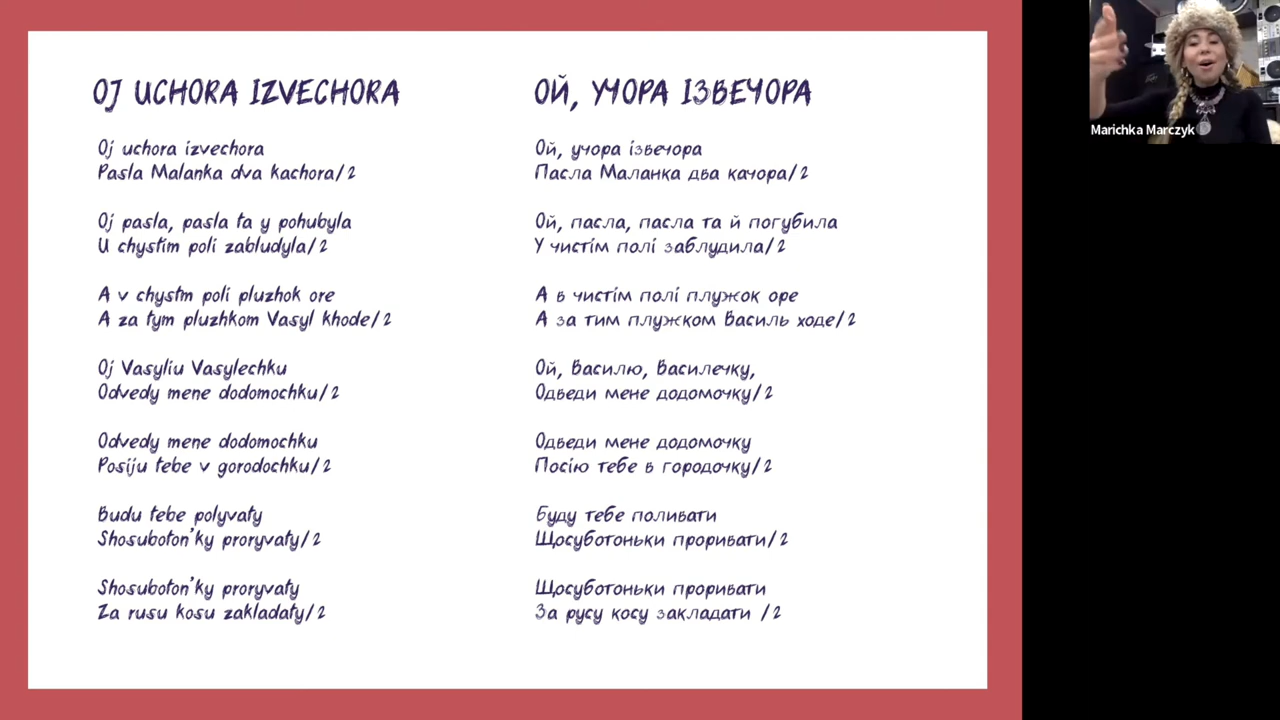 OJ UCHORA IZVECHORA
Oj uchora izvechora
Pasla Malanka dva kachora/2
Oj pasla, pasla ta y pohubyla
U chystim poli zabludyla/2
A v chystm poli pluzhok ore
A za tym pluzhkom Vasyl khode/2
Oj Vasyliu Vasylechku
Odvedy mene dodomochku/2
Odvedy mene dodomochku
Posiju tebe v gorodochku/2
Budu tebe polyvaty
Shosuboton'ky proryvaty/2
Shosuboton'ky proryvaty
Za rusu kosu zakladaty/2
ОЙ, УЧОРА ІЗВЕЧОРА
Ой, учора ізвечора
Пасла Маланка два качора/2
Ой, пасла, пасла та й погубила
У чистім полі заблудила/2
А в чистім полі плужок оре
А за тим плужком Василь ходе/2
Ой, Василю, Василечку,
Одведи мене додомочку/2
Одведи мене додомочку
Посію тебе в городочку/2
Буду тебе поливати
Щосуботоньки проривати/2
Щосуботоньки проривати
За русу косу закладати /2
Marichka Marczyk